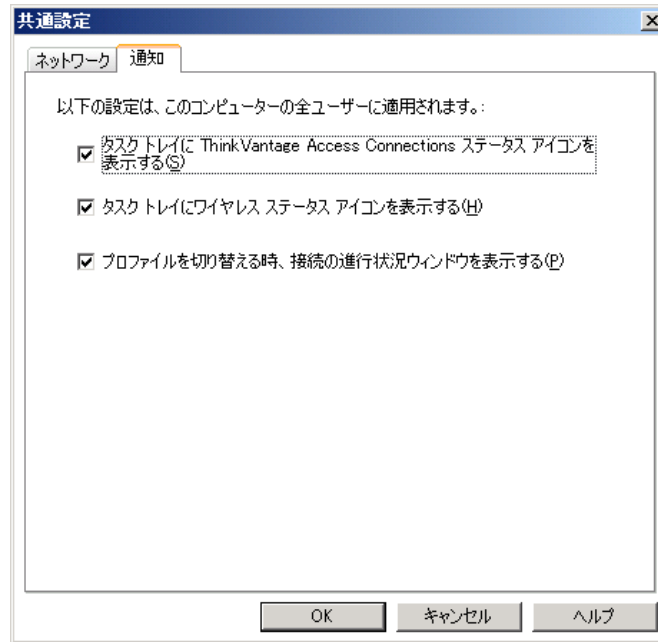 共通設定
ネットワーク 通知
以下の設定は、このコンピューターの全ユーザーに適用されます。:
タスク トレイに ThinkVantage Access Connections ステータス アイコンを
表示する(S)
タスク トレイにワイヤレス ステータス アイコンを表示する(H)
プロファイルを切り替える時、接続の進行状況ウィンドウを表示する(P)
OK キャンセル ヘルプ